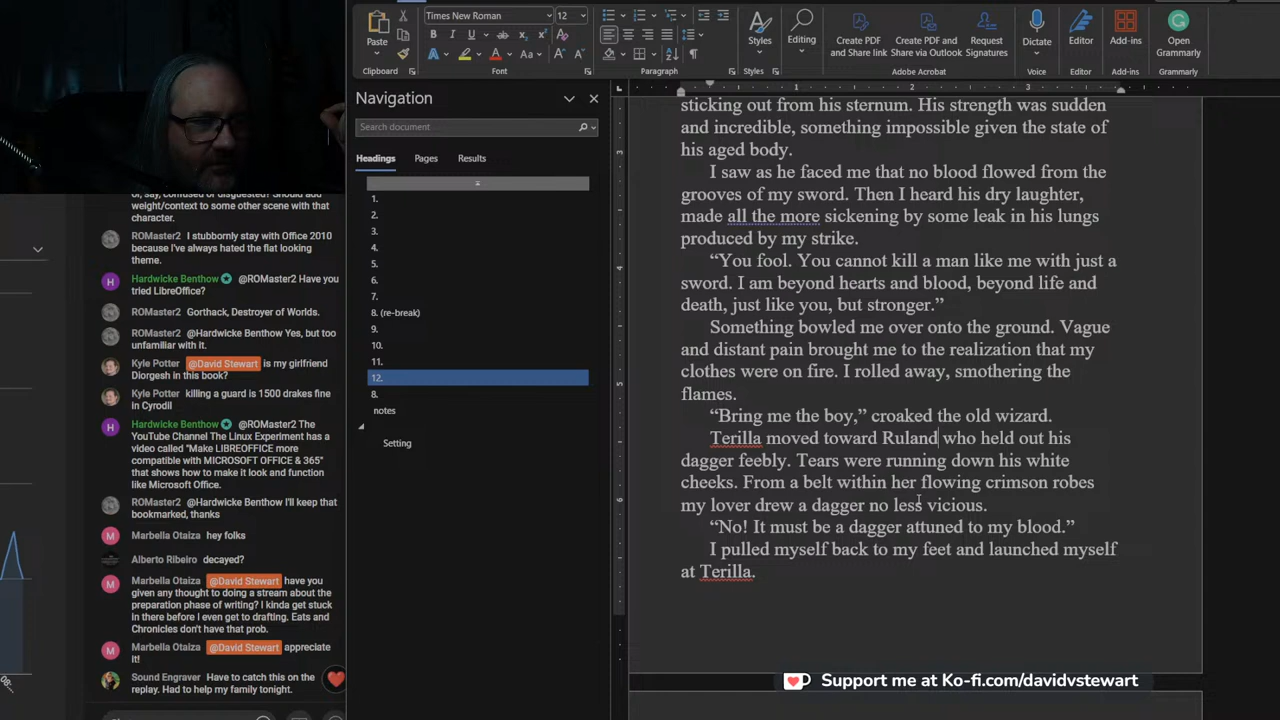 Times New Roman
12
Paste
Clipboard
Font
Paragraph
Styles
Styles
Editing
Create PDF
and Share link
Create PDF and
Share via Outlook
Request
Signatures
Adobe Acrobat
Dictate
Voice
Editor
Editor
Add-ins
Add-ins
Open
Grammarly
Grammarly
Navigation
Search document
Headings
Pages
Results
1.
2.
3.
4.
5.
6.
7.
8. (re-break)
9.
10.
11.
12.
8.
notes
Setting
or, say, confused or disgusted? Should add
weight/context to some other scene with that
character.
ROMaster2 I stubbornly stay with Office 2010
because I've always hated the flat looking
theme.
Hardwicke Benthow @ROMaster2 Have you
tried LibreOffice?
ROMaster2 Gorthack, Destroyer of Worlds.
ROMaster2 @Hardwicke Benthow Yes, but too
unfamiliar with it.
Kyle Potter @David Stewart is my girlfriend
Diorgesh in this book?
Kyle Potter killing a guard is 1500 drakes fine
in Cyrodil
Hardwicke Benthow @ROMaster2 The
YouTube Channel The Linux Experiment has a
video called "Make LIBREOFFICE more
compatible with MICROSOFT OFFICE & 365"
that shows how to make it look and function
like Microsoft Office.
ROMaster2 @Hardwicke Benthow I'll keep that
bookmarked, thanks
Marbella Otaiza hey folks
Alberto Ribeiro decayed?
Marbella Otaiza @David Stewart have you
given any thought to doing a stream about the
preparation phase of writing? I kinda get stuck
in there before I even get to drafting. Eats and
Chronicles don't have that prob.
Marbella Otaiza @David Stewart appreciate
it!
Sound Engraver Have to catch this on the
replay. Had to help my family tonight.
sticking out from his sternum. His strength was sudden
and incredible, something impossible given the state of
his aged body.
I saw as he faced me that no blood flowed from the
grooves of my sword. Then I heard his dry laughter,
made all the more sickening by some leak in his lungs
produced by my strike.
“You fool. You cannot kill a man like me with just a
sword. I am beyond hearts and blood, beyond life and
death, just like you, but stronger.”
Something bowled me over onto the ground. Vague
and distant pain brought me to the realization that my
clothes were on fire. I rolled away, smothering the
flames.
“Bring me the boy,” croaked the old wizard.
Terilla moved toward Ruland who held out his
dagger feebly. Tears were running down his white
cheeks. From a belt within her flowing crimson robes
my lover drew a dagger no less vicious.
“No! It must be a dagger attuned to my blood.”
I pulled myself back to my feet and launched myself
at Terilla.
Support me at Ko-fi.com/davidvstewart